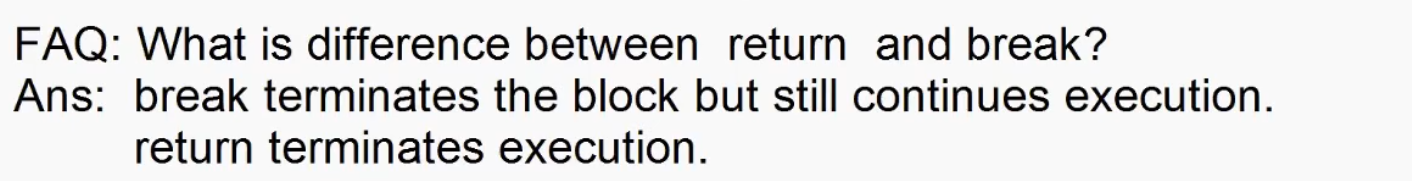 FAQ: What is difference between return and break?
Ans: break terminates the block but still continues execution.
return terminates execution.